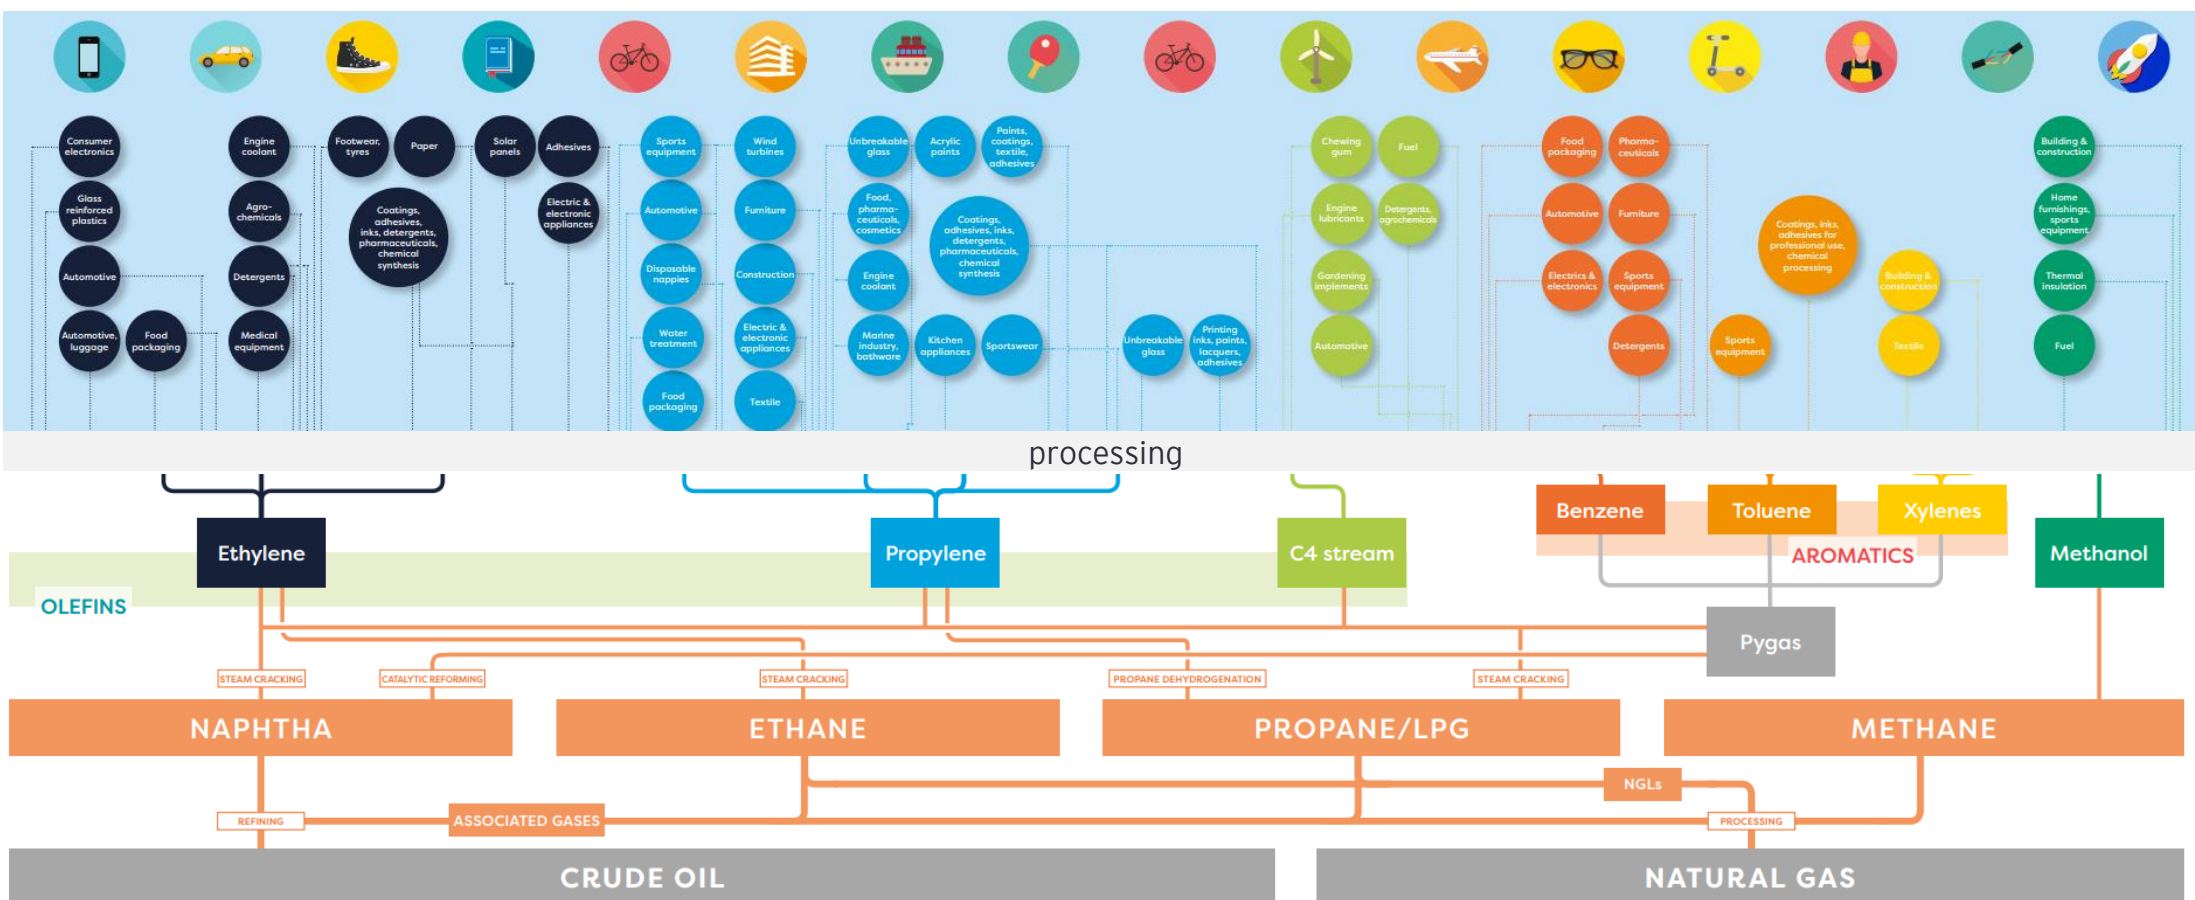 Consumer
electronics
Glass
reinforced
plastics
Automotive
Automotive,
luggage
Food
packaging
Engine
coolant
Agro-
chemicals
Detergents
Medical
equipment
Footwear,
tyres
Paper
Coatings,
adhesives,
inks, detergents,
pharmaceuticals,
chemical
synthesis
Solar
panels
Adhesives
Electric &
electronic
appliances
Sports
equipment
Automotive
Disposable
nappies
Water
treatment
Food
packaging
Wind
turbines
Furniture
Construction
Electric &
electronic
appliances
Textile
Unbreakable
glass
Acrylic
paints
Paints,
coatings,
textile,
adhesives
Food,
pharma-
ceuticals,
cosmetics
Coatings,
adhesives, inks,
detergents,
pharmaceuticals,
chemical
synthesis
Engine
coolant
Marine
industry,
bathware
Kitchen
appliances
Sportswear
Unbreakable
glass
Printing
inks, paints,
lacquers,
adhesives
Chewing
gum
Fuel
Engine
lubricants
Detergents,
agrochemicals
Gardening
implements
Automotive
Food
packaging
Pharma-
ceuticals
Automotive
Furniture
Electrics &
electronics
Sports
equipment
Detergents
Sports
equipment
Coatings, inks,
adhesives for
professional use,
chemical
processing
Building &
construction
Textile
Building &
construction
Home
furnishings,
sports
equipment
Thermal
insulation
Fuel
processing
Ethylene
Propylene
C4 stream
Benzene
Toluene
Xylenes
Methanol
OLEFINS
AROMATICS
Pygas
STEAM CRACKING
CATALYTIC REFORMING
STEAM CRACKING
PROPANE DEHYDROGENATION
STEAM CRACKING
NAPHTHA
ETHANE
PROPANE/LPG
METHANE
NGLs
REFINING
ASSOCIATED GASES
PROCESSING
CRUDE OIL
NATURAL GAS